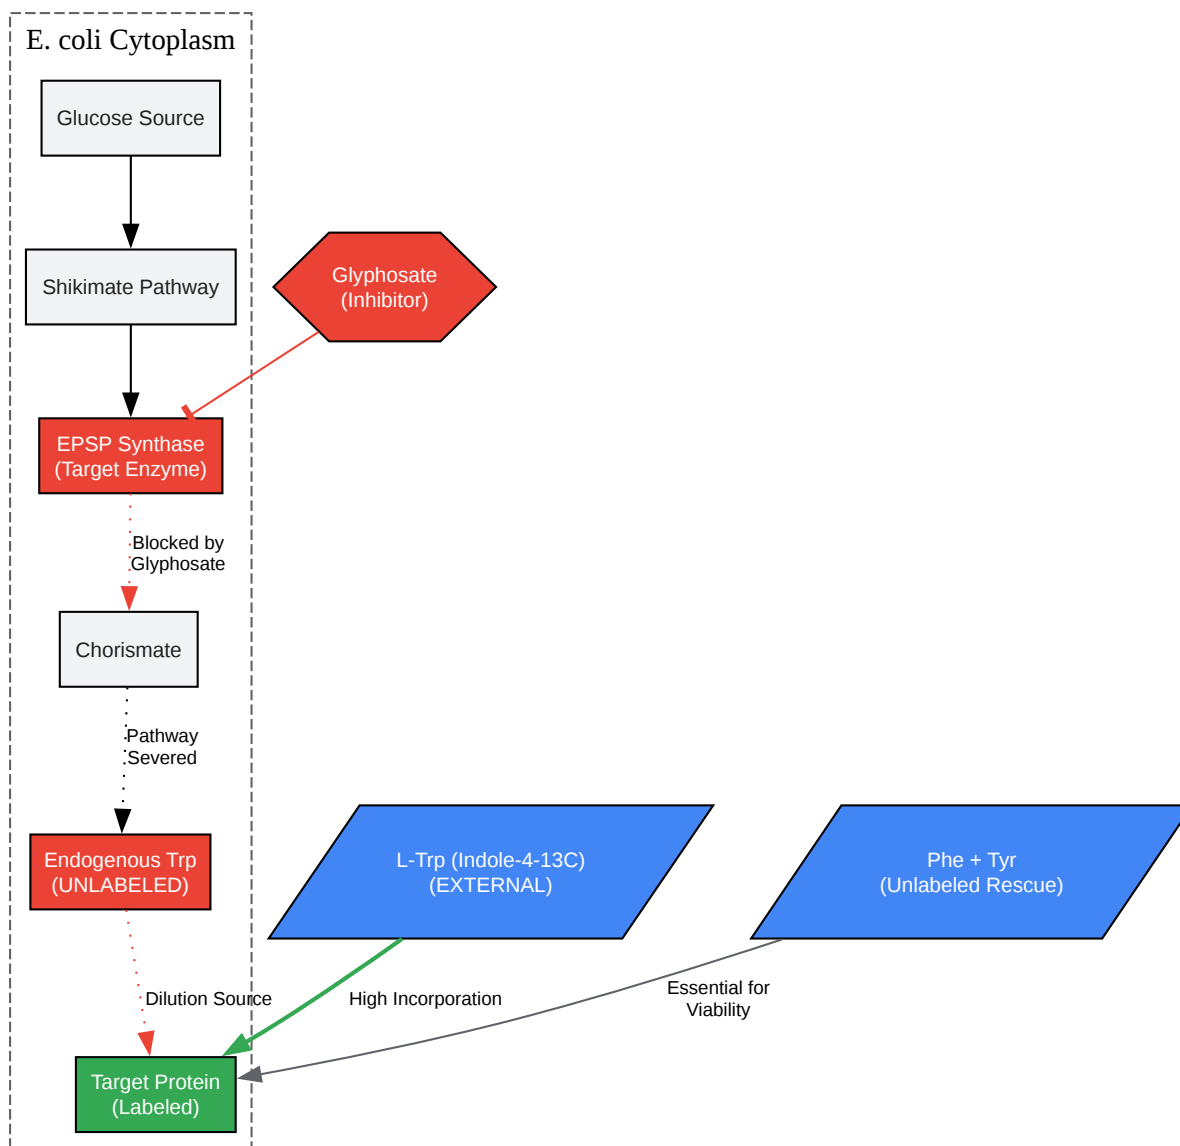 E. coli Cytoplasm
Glucose Source
Shikimate Pathway
Glyphosate
(Inhibitor)
EPSP Synthase
(Target Enzyme)
Blocked by
Glyphosate
Chorismate
Pathway
Severed
Endogenous Trp
(UNLABELED)
L-Trp (Indole-4-13C)
(EXTERNAL)
Phe + Tyr
(Unlabeled Rescue)
Dilution Source
High Incorporation
Essential for
Viability
Target Protein
(Labeled)